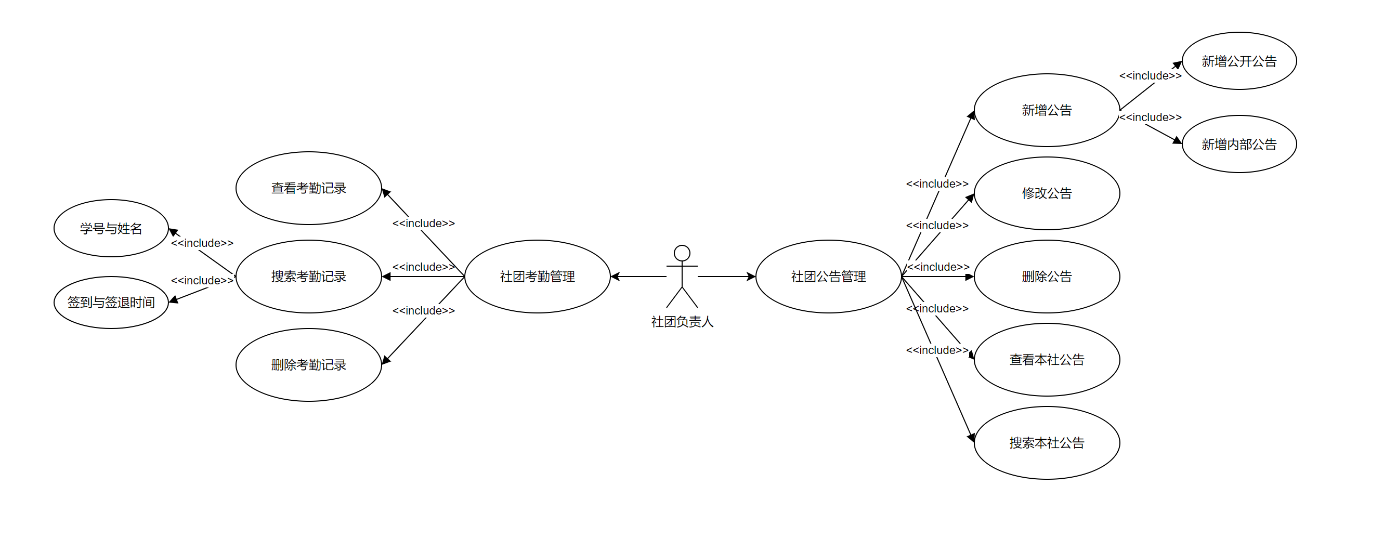 新增公开公告
<<include>>
新增公告
<<include>>
新增内部公告
查看考勤记录
<<include>>
修改公告
学号与姓名
<<include>>
<<include>>
<<include>>
搜索考勤记录
<<include>>
社团考勤管理
社团公告管理
<<include>>
删除公告
签到与签退时间
<<include>>
<<include>>
社团负责人
<<include>>
删除考勤记录
<<include>>
查看本社公告
搜索本社公告